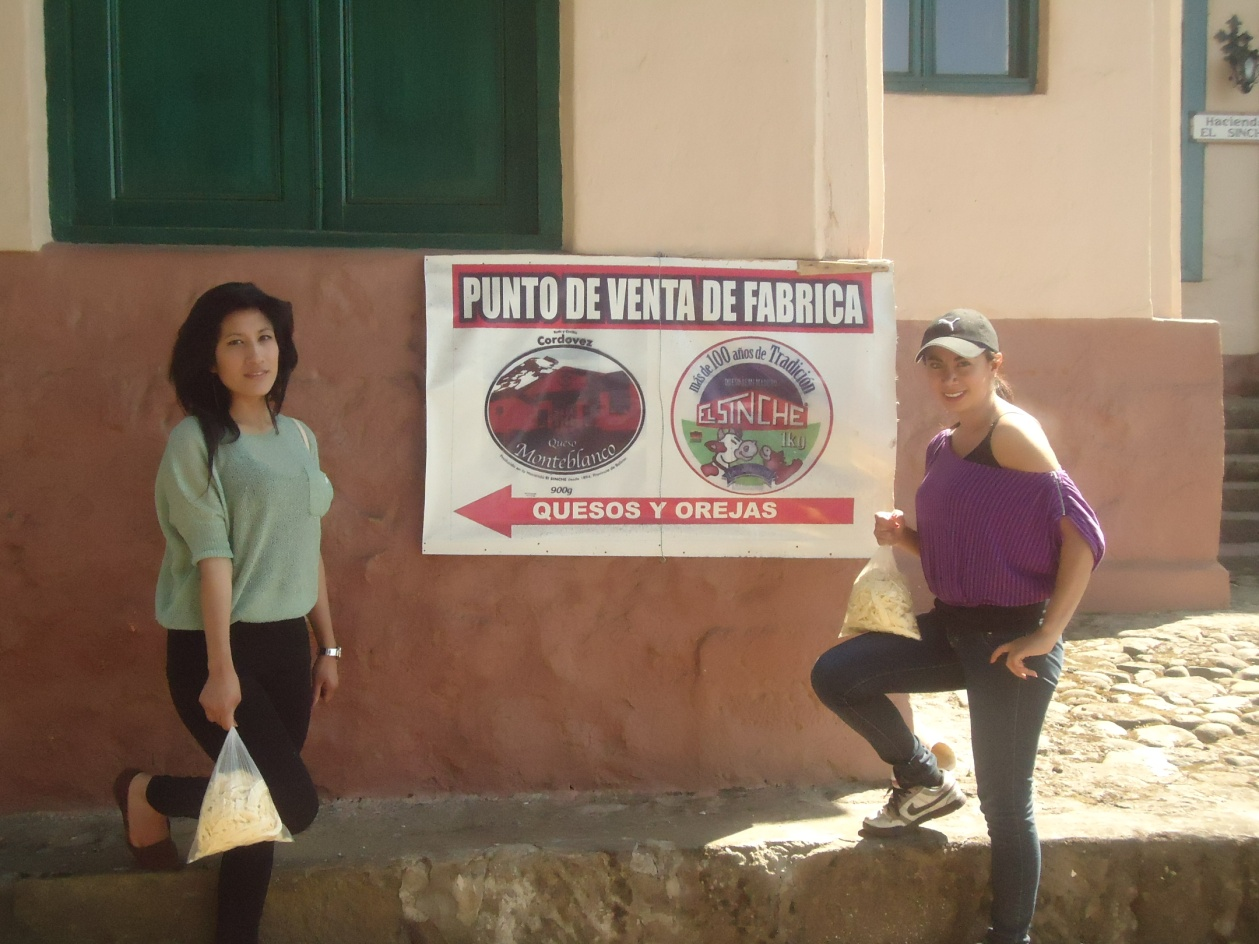 PUNTO DE VENTA DE FABRICA
Cordovez
Queso
Monteblanco
900g
más de 100 años de Tradición
EL SINCHE
1kg
QUESOS Y OREJAS
Haciend
EL SINCH